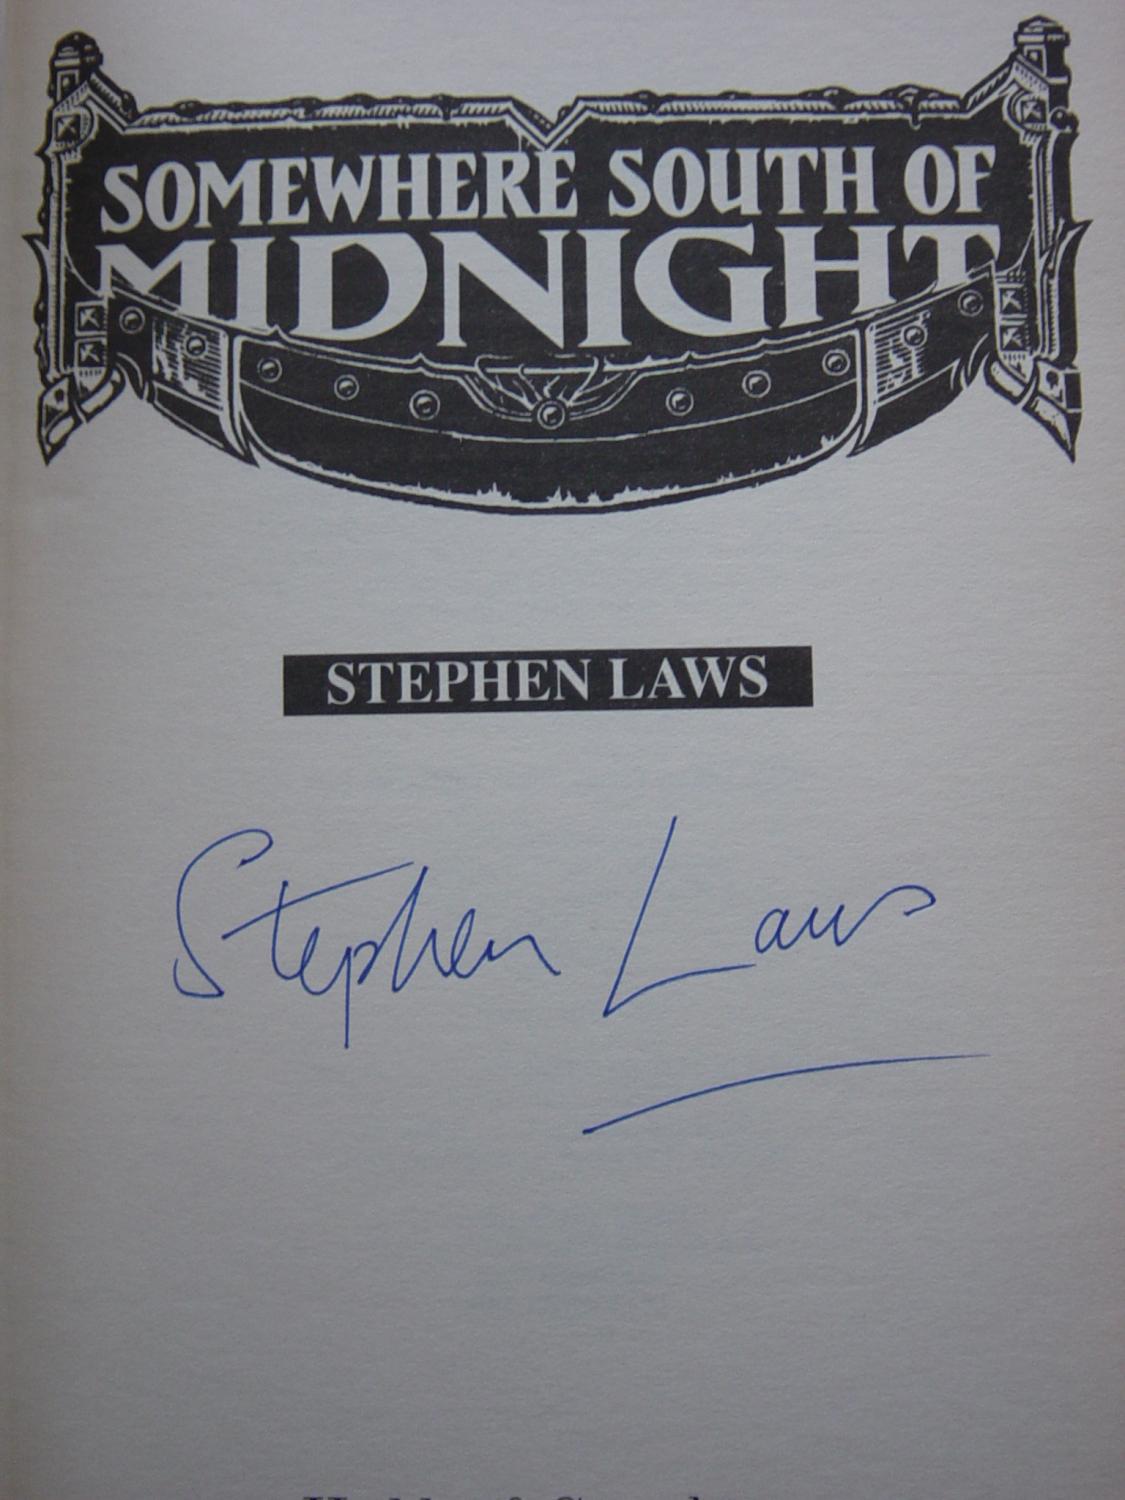 SOMEWHERE SOUTH OF
MIDNIGHT
STEPHEN LAWS
Stephen Laws